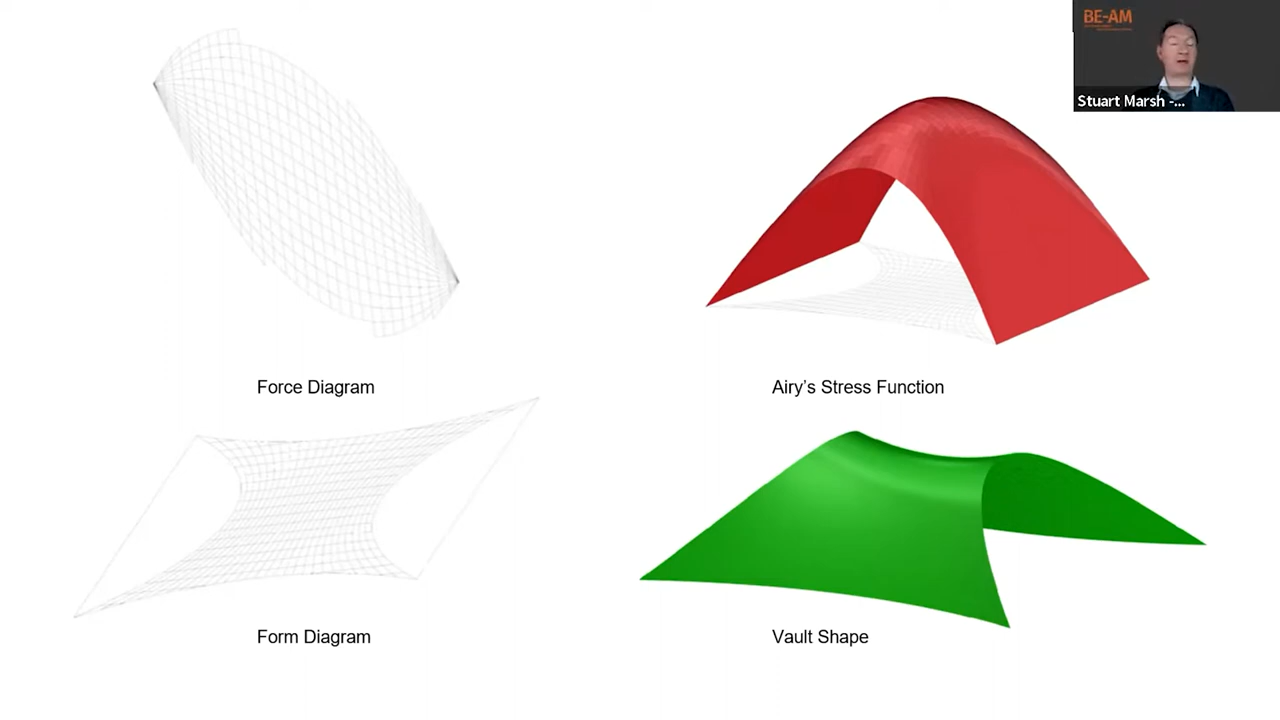 BE-AM
Stuart Marsh -...
Force Diagram
Airy's Stress Function
Form Diagram
Vault Shape